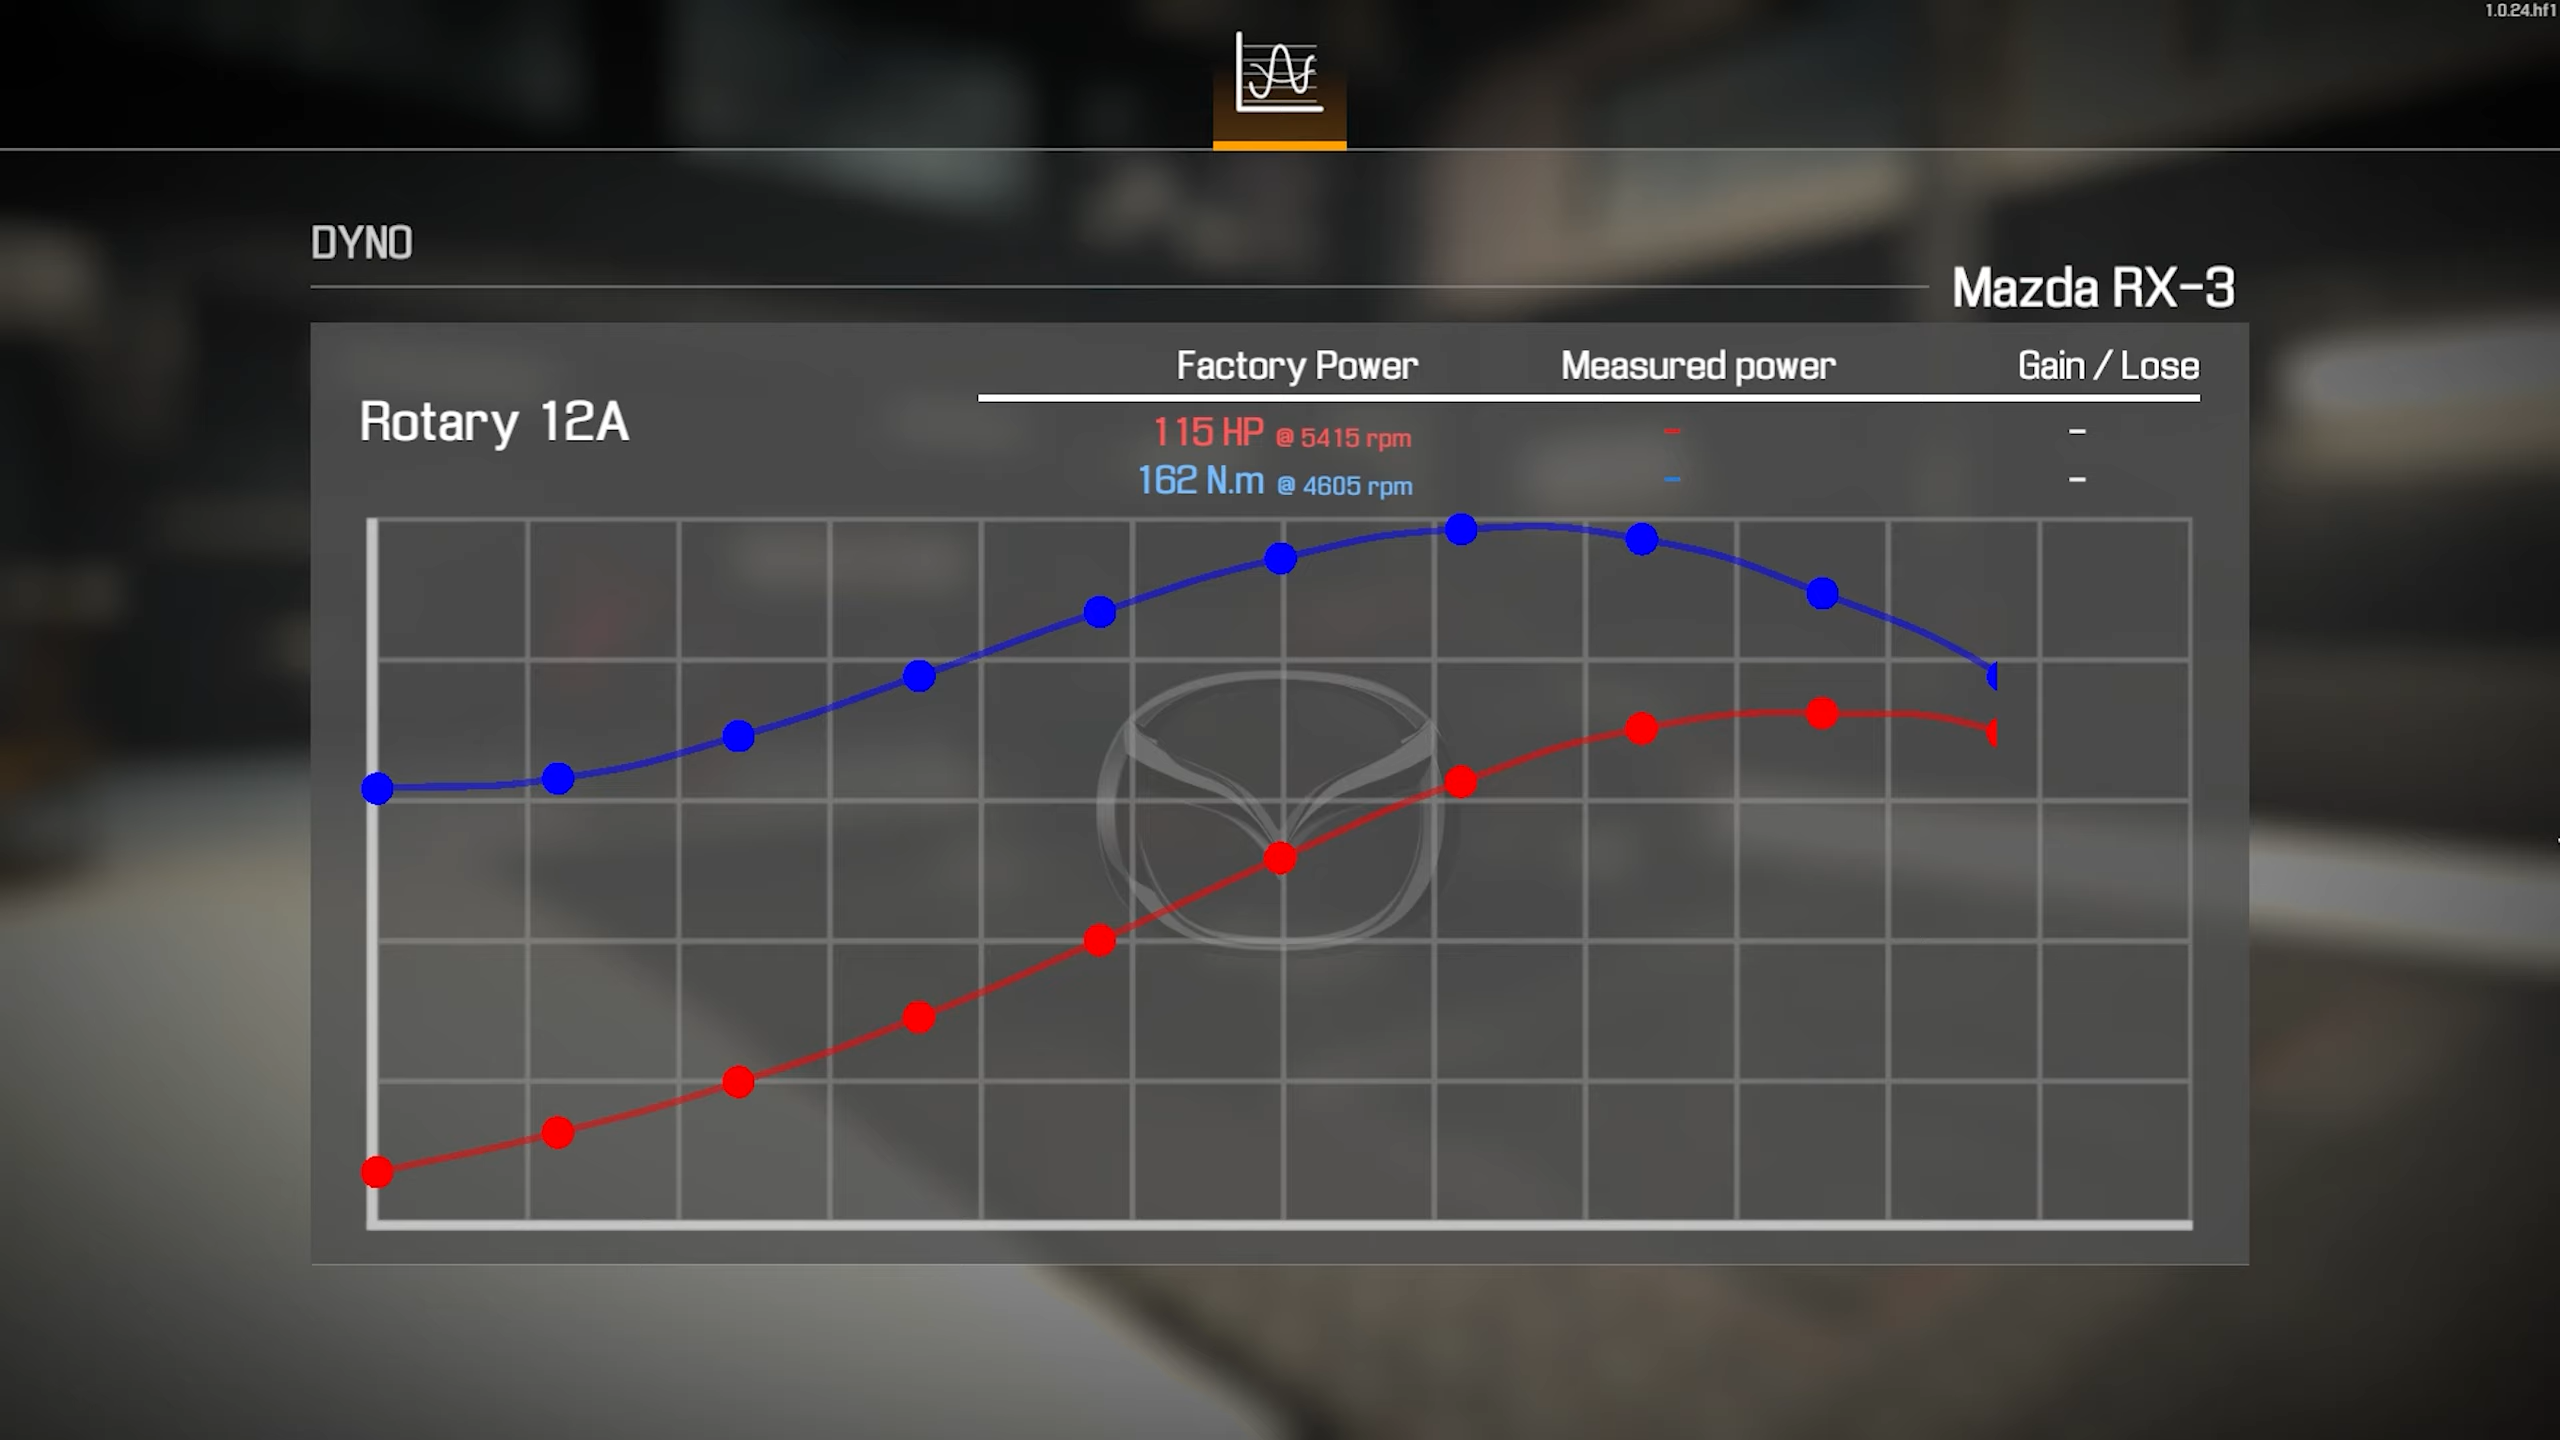 1.0.24.hf1
DYNO
Mazda RX-3
Factory Power Measured power Gain / Lose
Rotary 12A
115 HP @ 5415 rpm - -
162 N.m @ 4605 rpm - -